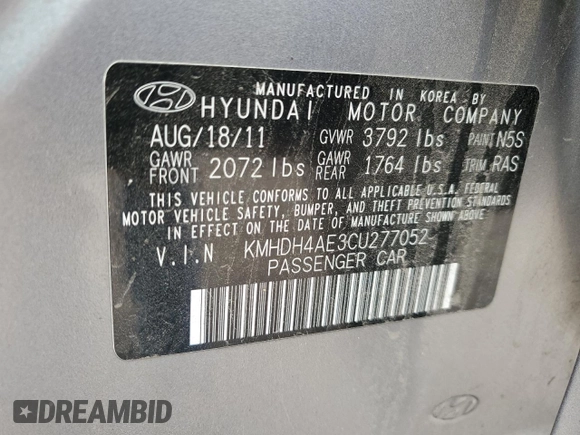 MANUFACTURED IN KOREA BY
HYUNDAI MOTOR COMPANY
AUG/18/11 GVWR 3792 lbs PAINT N5S
GAWR FRONT 2072 lbs GAWR REAR 1764 lbs TRIM RAS
THIS VEHICLE CONFORMS TO ALL APPLICABLE U.S.A. FEDERAL
MOTOR VEHICLE SAFETY, BUMPER, AND THEFT PREVENTION STANDARDS
IN EFFECT ON THE DATE OF MANUFACTURE SHOWN ABOVE.
V.I.N KMHDH4AE3CU277052
PASSENGER CAR
DREAMBID